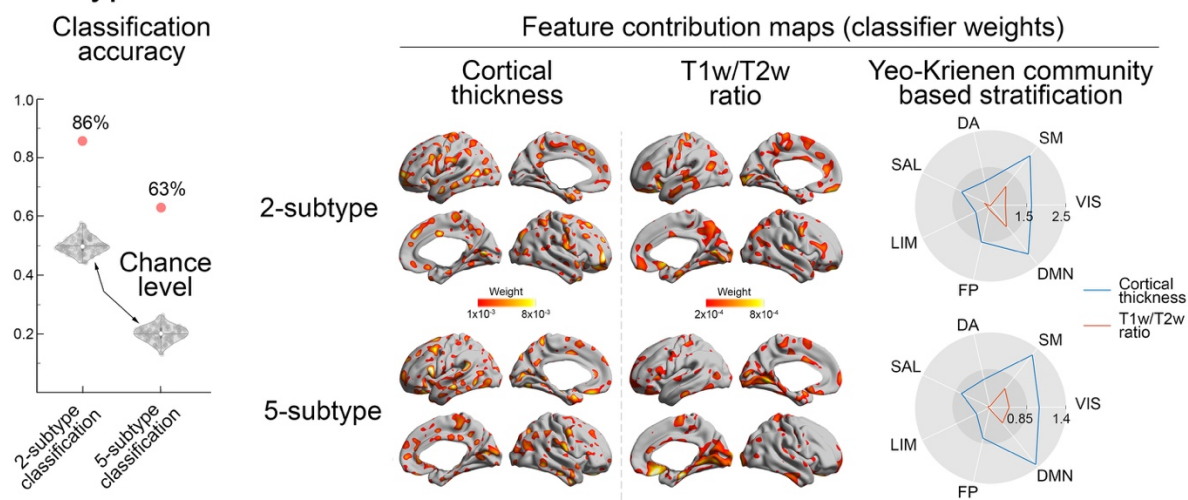 Classification
accuracy
1.0
0.8
0.6
0.4
0.2
86%
63%
Chance
level
2-subtype
classification
5-subtype
classification
Feature contribution maps (classifier weights)
Cortical
thickness
T1w/T2w
ratio
Yeo-Krienen community
based stratification
2-subtype
DA
SM
SAL
VIS
1.5
2.5
LIM
DMN
FP
Weight
1x10-3
8x10-3
Weight
2x10-4
8x10-4
Cortical
thickness
T1w/T2w
ratio
5-subtype
DA
SM
SAL
VIS
0.85
1.4
LIM
DMN
FP